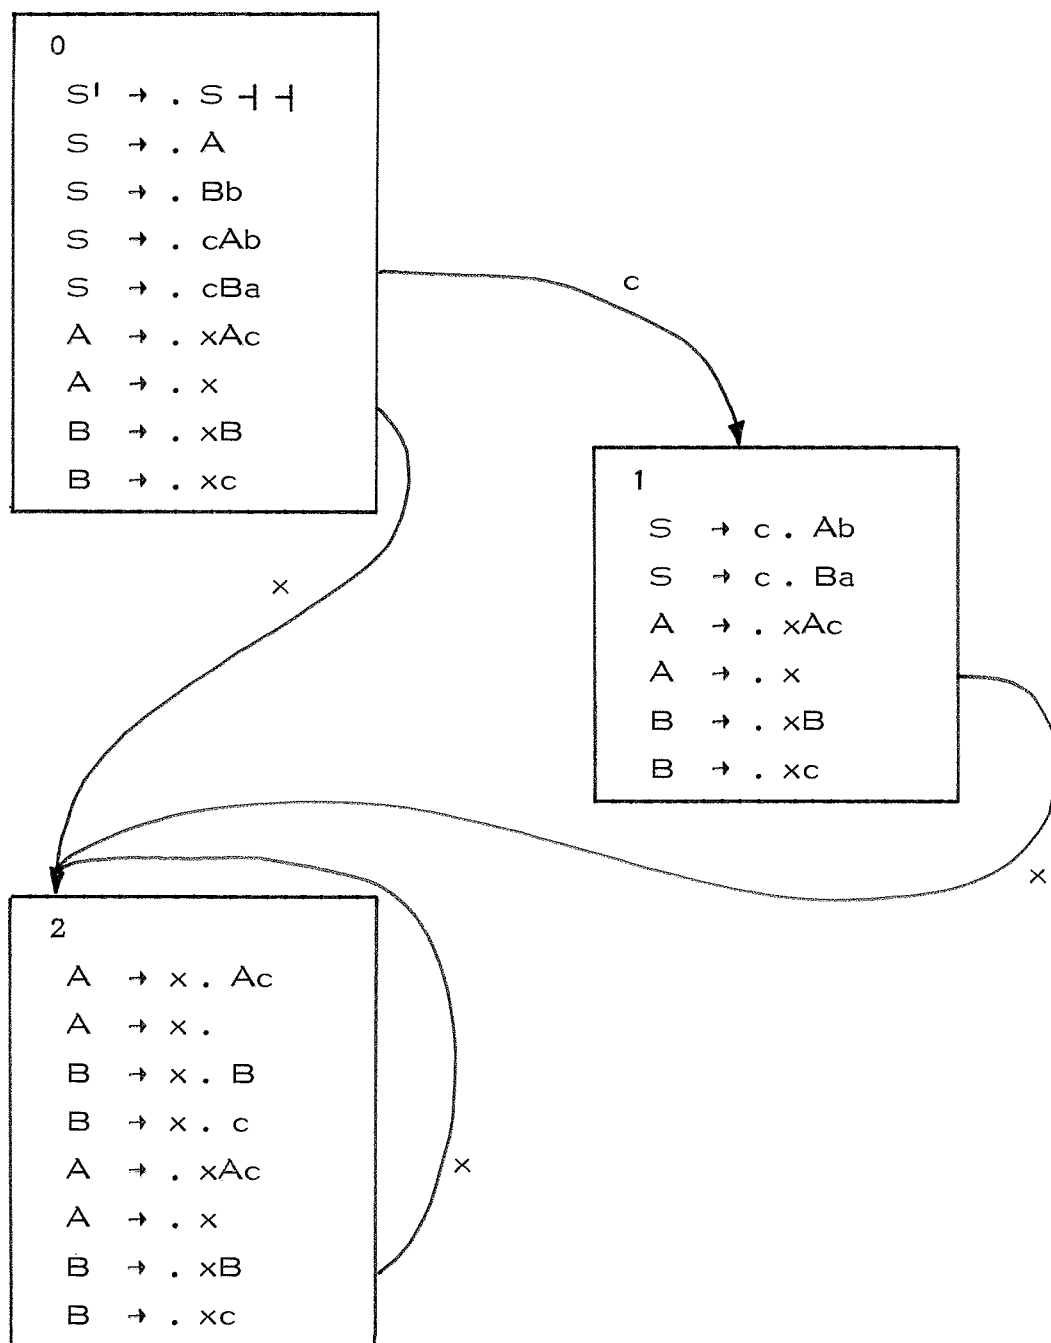 0
S' → . S ⊣ ⊣
S → . A
S → . Bb
S → . cAb
S → . cBa
A → . xAc
A → . x
B → . xB
B → . xc
c
1
S → c . Ab
S → c . Ba
A → . xAc
A → . x
B → . xB
B → . xc
x
x
2
A → x . Ac
A → x .
B → x . B
B → x . c
A → . xAc
A → . x
B → . xB
B → . xc
x